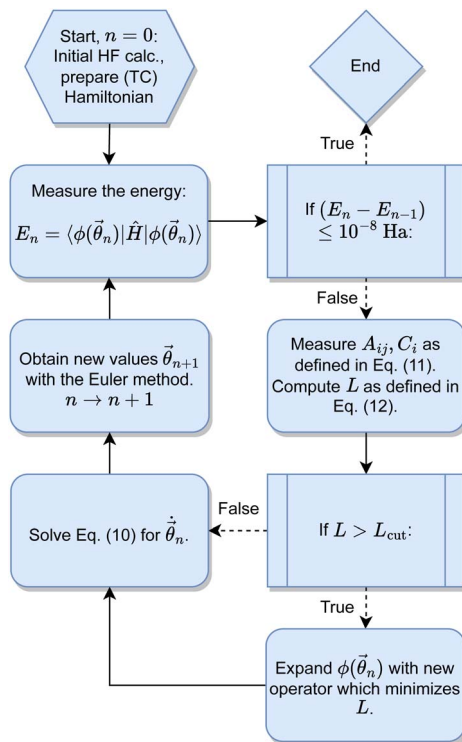 Start, n = 0:
Initial HF calc.,
prepare (TC)
Hamiltonian
End
True
Measure the energy:
E_n = ⟨ϕ(θ⃗_n)|Ĥ|ϕ(θ⃗_n)⟩
If (E_n − E_{n−1})
≤ 10⁻⁸ Ha:
False
Obtain new values θ⃗_{n+1}
with the Euler method.
n → n + 1
Measure A_{ij}, C_i as
defined in Eq. (11).
Compute L as defined in
Eq. (12).
False
Solve Eq. (10) for θ⃗̇_n.
If L > L_cut:
True
Expand ϕ(θ⃗_n) with new
operator which minimizes
L.